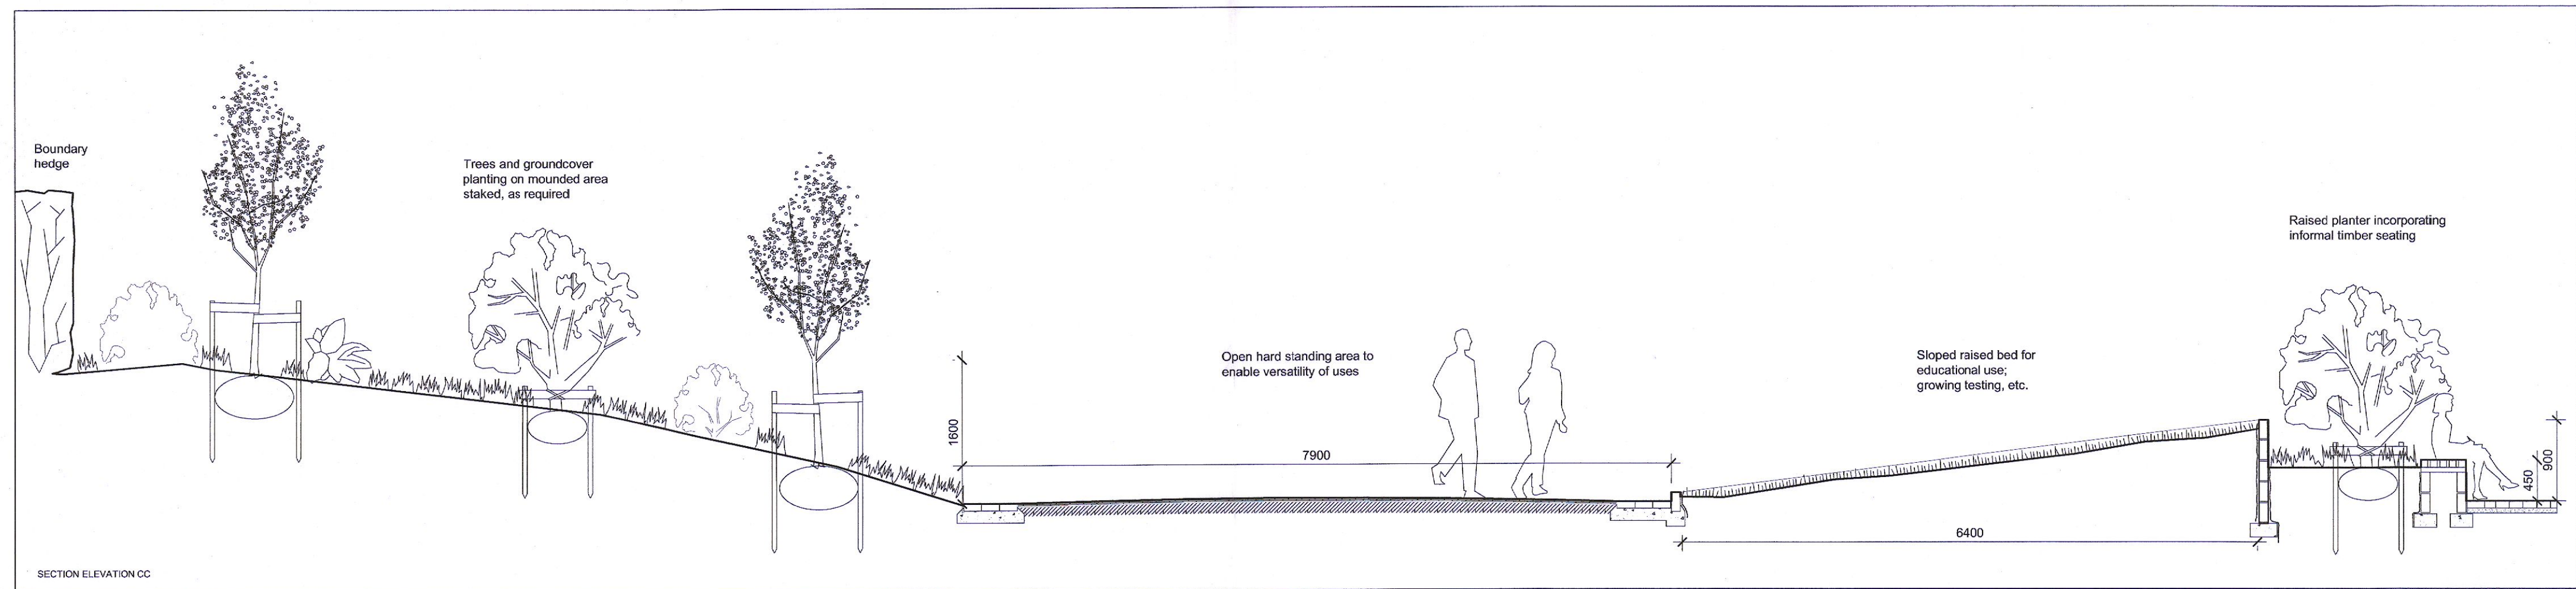 Boundary
hedge
Trees and groundcover
planting on mounded area
staked, as required
1600
7900
Open hard standing area to
enable versatility of uses
Sloped raised bed for
educational use;
growing testing, etc.
6400
Raised planter incorporating
informal timber seating
450
900
SECTION ELEVATION CC